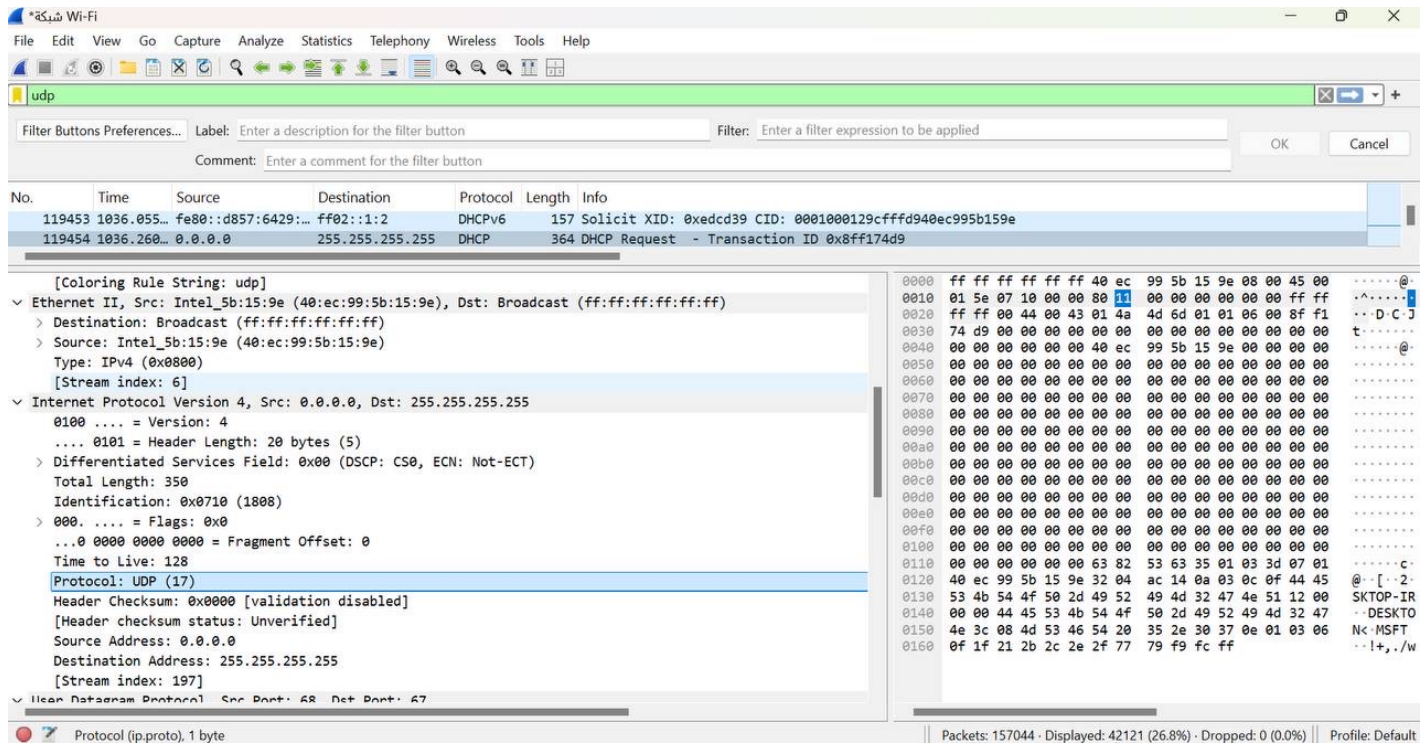 *شبكة Wi-Fi
File Edit View Go Capture Analyze Statistics Telephony Wireless Tools Help
udp
Filter Buttons Preferences... Label: Enter a description for the filter button Filter: Enter a filter expression to be applied
OK Cancel
Comment: Enter a comment for the filter button
No. Time Source Destination Protocol Length Info
119453 1036.055… fe80::d857:6429:… ff02::1:2 DHCPv6 157 Solicit XID: 0xedcd39 CID: 0001000129cfffd940ec995b159e
119454 1036.260… 0.0.0.0 255.255.255.255 DHCP 364 DHCP Request - Transaction ID 0x8ff174d9
[Coloring Rule String: udp]
Ethernet II, Src: Intel_5b:15:9e (40:ec:99:5b:15:9e), Dst: Broadcast (ff:ff:ff:ff:ff:ff)
Destination: Broadcast (ff:ff:ff:ff:ff:ff)
Source: Intel_5b:15:9e (40:ec:99:5b:15:9e)
Type: IPv4 (0x0800)
[Stream index: 6]
Internet Protocol Version 4, Src: 0.0.0.0, Dst: 255.255.255.255
0100 .... = Version: 4
.... 0101 = Header Length: 20 bytes (5)
Differentiated Services Field: 0x00 (DSCP: CS0, ECN: Not-ECT)
Total Length: 350
Identification: 0x0710 (1808)
000. .... = Flags: 0x0
...0 0000 0000 0000 = Fragment Offset: 0
Time to Live: 128
Protocol: UDP (17)
Header Checksum: 0x0000 [validation disabled]
[Header checksum status: Unverified]
Source Address: 0.0.0.0
Destination Address: 255.255.255.255
[Stream index: 197]
User Datagram Protocol, Src Port: 68, Dst Port: 67
0000 ff ff ff ff ff ff 40 ec 99 5b 15 9e 08 00 45 00 ······@·
0010 01 5e 07 10 00 00 80 11 00 00 00 00 00 00 ff ff ·^······
0020 ff ff 00 44 00 43 01 4a 4d 6d 01 01 06 00 8f f1 ···D·C·J
0030 74 d9 00 00 00 00 00 00 00 00 00 00 00 00 00 00 t·······
0040 00 00 00 00 00 00 40 ec 99 5b 15 9e 00 00 00 00 ······@·
0050 00 00 00 00 00 00 00 00 00 00 00 00 00 00 00 00 ········
0060 00 00 00 00 00 00 00 00 00 00 00 00 00 00 00 00 ········
0070 00 00 00 00 00 00 00 00 00 00 00 00 00 00 00 00 ········
0080 00 00 00 00 00 00 00 00 00 00 00 00 00 00 00 00 ········
0090 00 00 00 00 00 00 00 00 00 00 00 00 00 00 00 00 ········
00a0 00 00 00 00 00 00 00 00 00 00 00 00 00 00 00 00 ········
00b0 00 00 00 00 00 00 00 00 00 00 00 00 00 00 00 00 ········
00c0 00 00 00 00 00 00 00 00 00 00 00 00 00 00 00 00 ········
00d0 00 00 00 00 00 00 00 00 00 00 00 00 00 00 00 00 ········
00e0 00 00 00 00 00 00 00 00 00 00 00 00 00 00 00 00 ········
00f0 00 00 00 00 00 00 00 00 00 00 00 00 00 00 00 00 ········
0100 00 00 00 00 00 00 00 00 00 00 00 00 00 00 00 00 ········
0110 00 00 00 00 00 00 63 82 53 63 35 01 03 3d 07 01 ······c·
0120 40 ec 99 5b 15 9e 32 04 ac 14 0a 03 0c 0f 44 45 @··[··2·
0130 53 4b 54 4f 50 2d 49 52 49 4d 32 47 4e 51 12 00 SKTOP-IR
0140 00 00 44 45 53 4b 54 4f 50 2d 49 52 49 4d 32 47 ··DESKTO
0150 4e 3c 08 4d 53 46 54 20 35 2e 30 37 0e 01 03 06 N<·MSFT
0160 0f 1f 21 2b 2c 2e 2f 77 79 f9 fc ff ··!+,./w
Protocol (ip.proto), 1 byte Packets: 157044 · Displayed: 42121 (26.8%) · Dropped: 0 (0.0%) Profile: Default